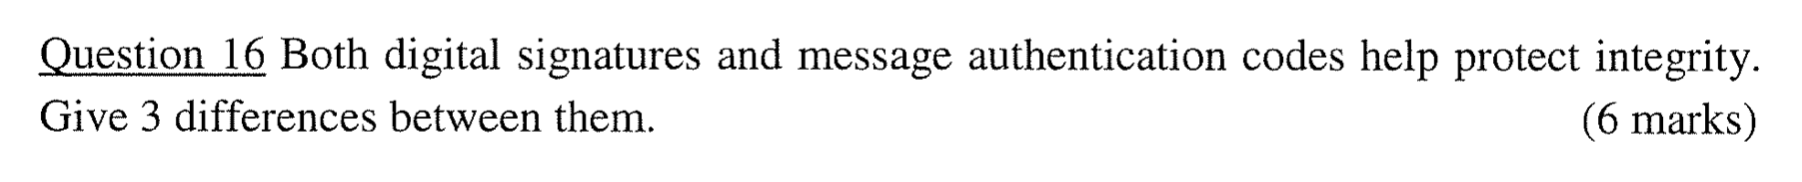 Question 16 Both digital signatures and message authentication codes help protect integrity.
Give 3 differences between them. (6 marks)